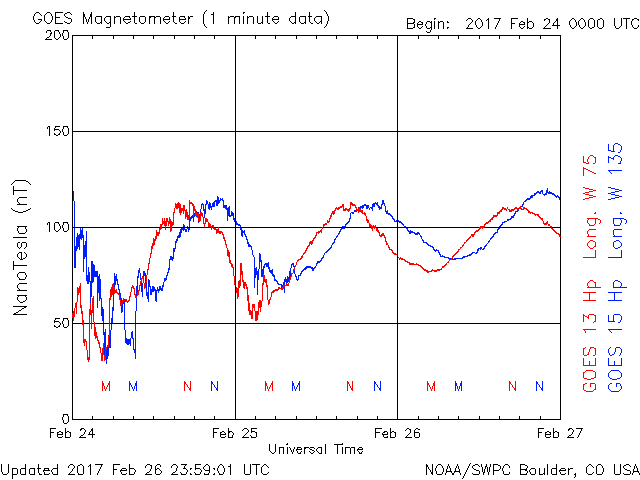 GOES Magnetometer (1 minute data)
Begin: 2017 Feb 24 0000 UTC
200
150
100
50
0
NanoTesla (nT)
M M N N M M N N M M N N
Feb 24 Feb 25 Feb 26 Feb 27
Universal Time
GOES 13 Hp Long. W 75
GOES 15 Hp Long. W 135
Updated 2017 Feb 26 23:59:01 UTC
NOAA/SWPC Boulder, CO USA